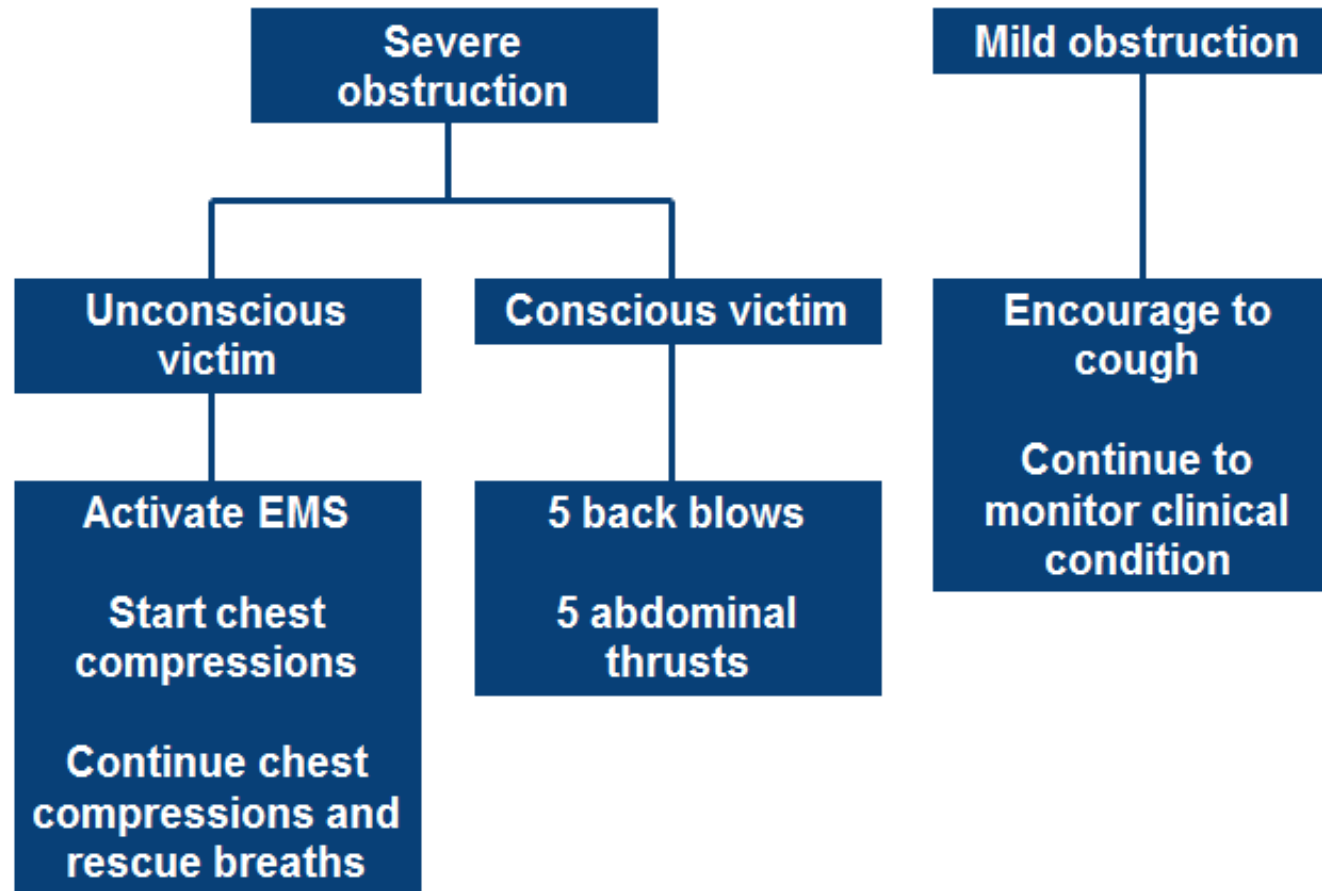 Severe
obstruction
Mild obstruction
Unconscious
victim
Conscious victim
Encourage to
cough
Continue to
monitor clinical
condition
Activate EMS
Start chest
compressions
Continue chest
compressions and
rescue breaths
5 back blows
5 abdominal
thrusts